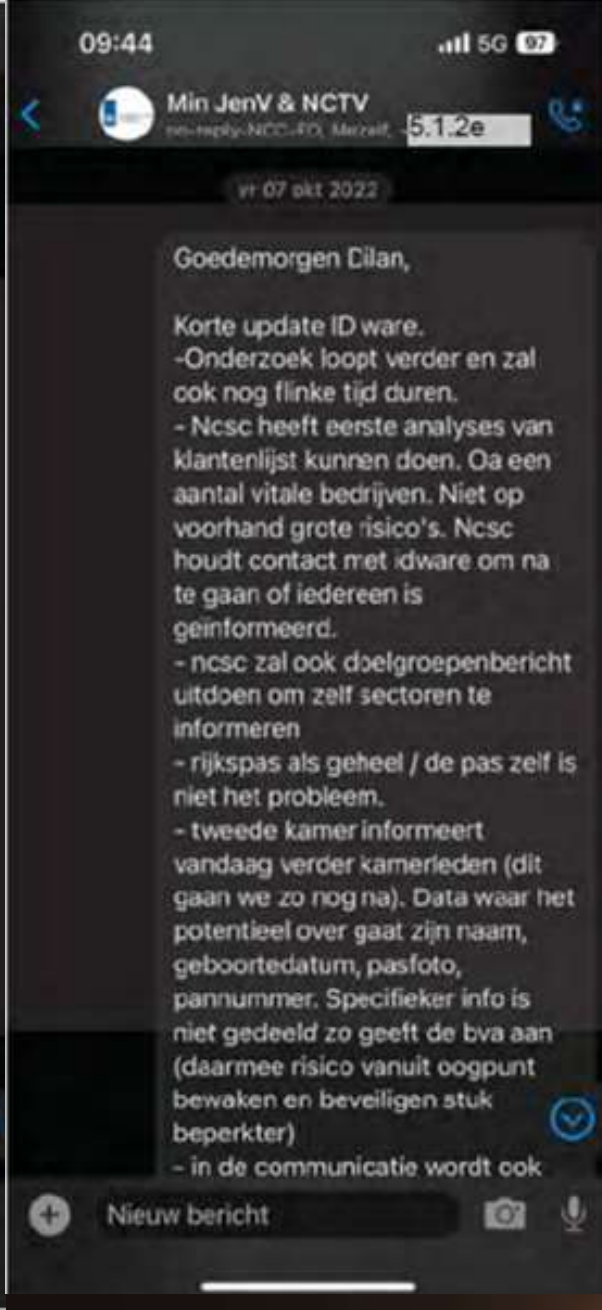 09:44
5G 97
Min JenV & NCTV
no-reply-NCC-FO, Mezelf,
5.1.2e
vr 07 okt 2022
Goedemorgen Dilan,
Korte update ID ware.
-Onderzoek loopt verder en zal
ook nog flinke tijd duren.
- Ncsc heeft eerste analyses van
klantenlijst kunnen doen. Oa een
aantal vitale bedrijven. Niet op
voorhand grote risico's. Ncsc
houdt contact met idware om na
te gaan of iedereen is
geinformeerd.
- ncsc zal ook doelgroepenbericht
uitdoen om zelf sectoren te
informeren
- rijkspas als geheel / de pas zelf is
niet het probleem.
- tweede kamer informeert
vandaag verder kamerleden (dit
gaan we zo nog na). Data waar het
potentieel over gaat zijn naam,
geboortedatum, pasfoto,
pannummer. Specifieker info is
niet gedeeld zo geeft de bva aan
(daarmee risico vanuit oogpunt
bewaken en beveiligen stuk
beperkter)
- in de communicatie wordt ook
Nieuw bericht